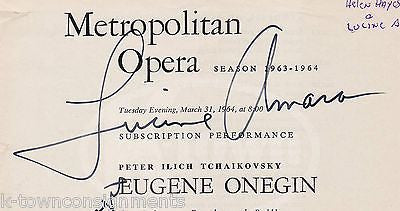 HELEN HAYES
&
LUCINE A
Metropolitan
Opera SEASON 1963-1964
Lucine Amara
Tuesday Evening, March 31, 1964, at 8:00
SUBSCRIPTION PERFORMANCE
PETER ILICH TCHAIKOVSKY
EUGENE ONEGIN
k-townconsignments